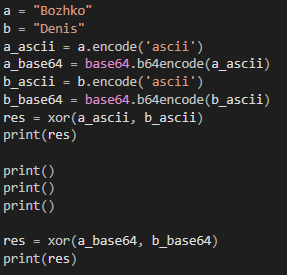 a = "Bozhko"
b = "Denis"
a_ascii = a.encode('ascii')
a_base64 = base64.b64encode(a_ascii)
b_ascii = b.encode('ascii')
b_base64 = base64.b64encode(b_ascii)
res = xor(a_ascii, b_ascii)
print(res)

print()
print()
print()

res = xor(a_base64, b_base64)
print(res)